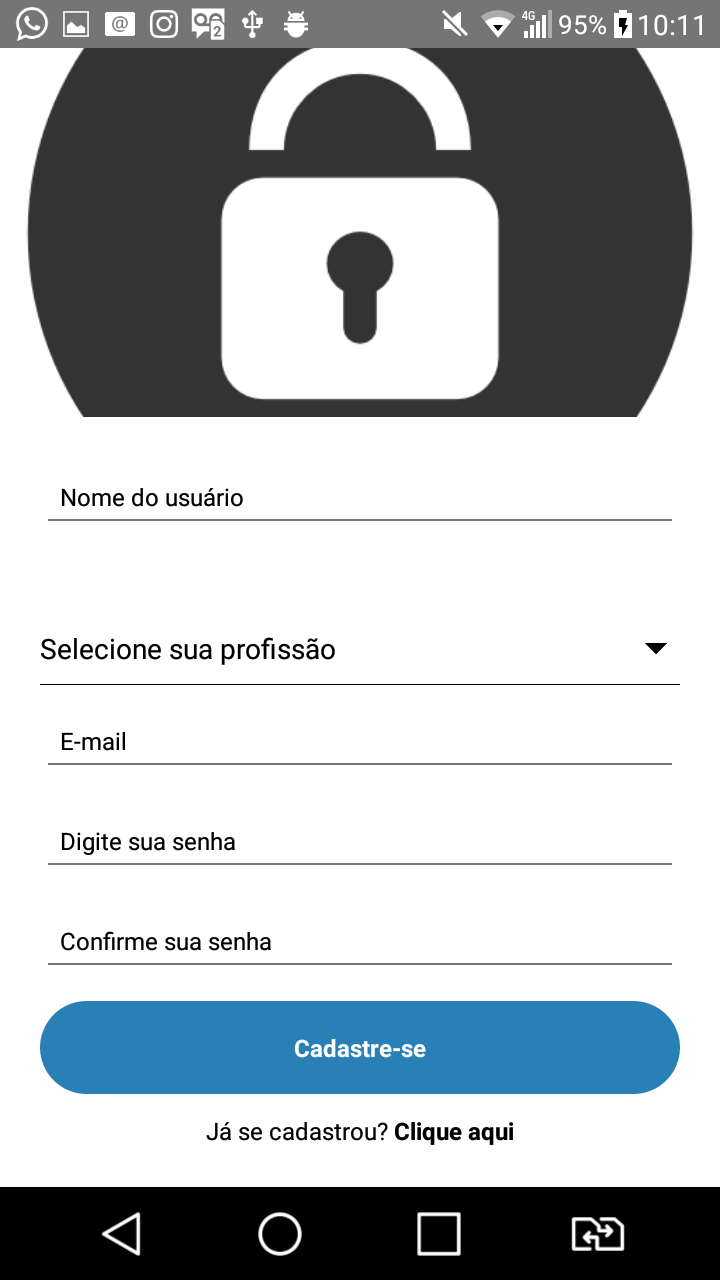 @ 2 4G 95% 10:11
Nome do usuário
Selecione sua profissão
E-mail
Digite sua senha
Confirme sua senha
Cadastre-se
Já se cadastrou? Clique aqui